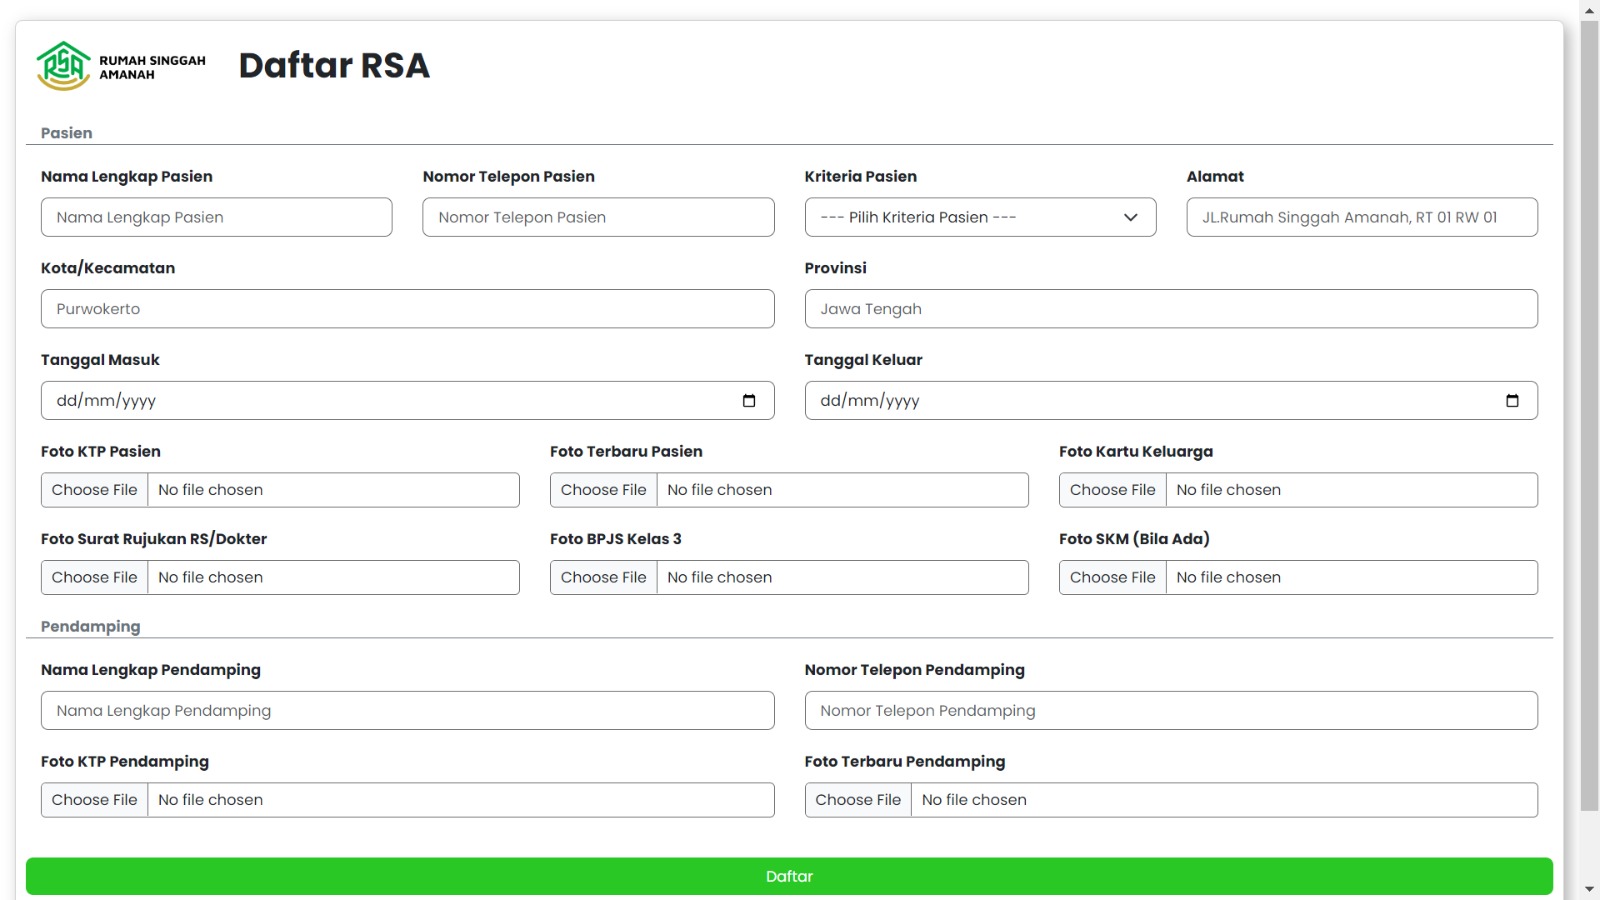 RSA
RUMAH SINGGAH
AMANAH
Daftar RSA
Pasien
Nama Lengkap Pasien
Nomor Telepon Pasien
Kriteria Pasien
Alamat
Nama Lengkap Pasien
Nomor Telepon Pasien
--- Pilih Kriteria Pasien ---
JL.Rumah Singgah Amanah, RT 01 RW 01
Kota/Kecamatan
Provinsi
Purwokerto
Jawa Tengah
Tanggal Masuk
Tanggal Keluar
dd/mm/yyyy
dd/mm/yyyy
Foto KTP Pasien
Foto Terbaru Pasien
Foto Kartu Keluarga
Choose File No file chosen
Choose File No file chosen
Choose File No file chosen
Foto Surat Rujukan RS/Dokter
Foto BPJS Kelas 3
Foto SKM (Bila Ada)
Choose File No file chosen
Choose File No file chosen
Choose File No file chosen
Pendamping
Nama Lengkap Pendamping
Nomor Telepon Pendamping
Nama Lengkap Pendamping
Nomor Telepon Pendamping
Foto KTP Pendamping
Foto Terbaru Pendamping
Choose File No file chosen
Choose File No file chosen
Daftar